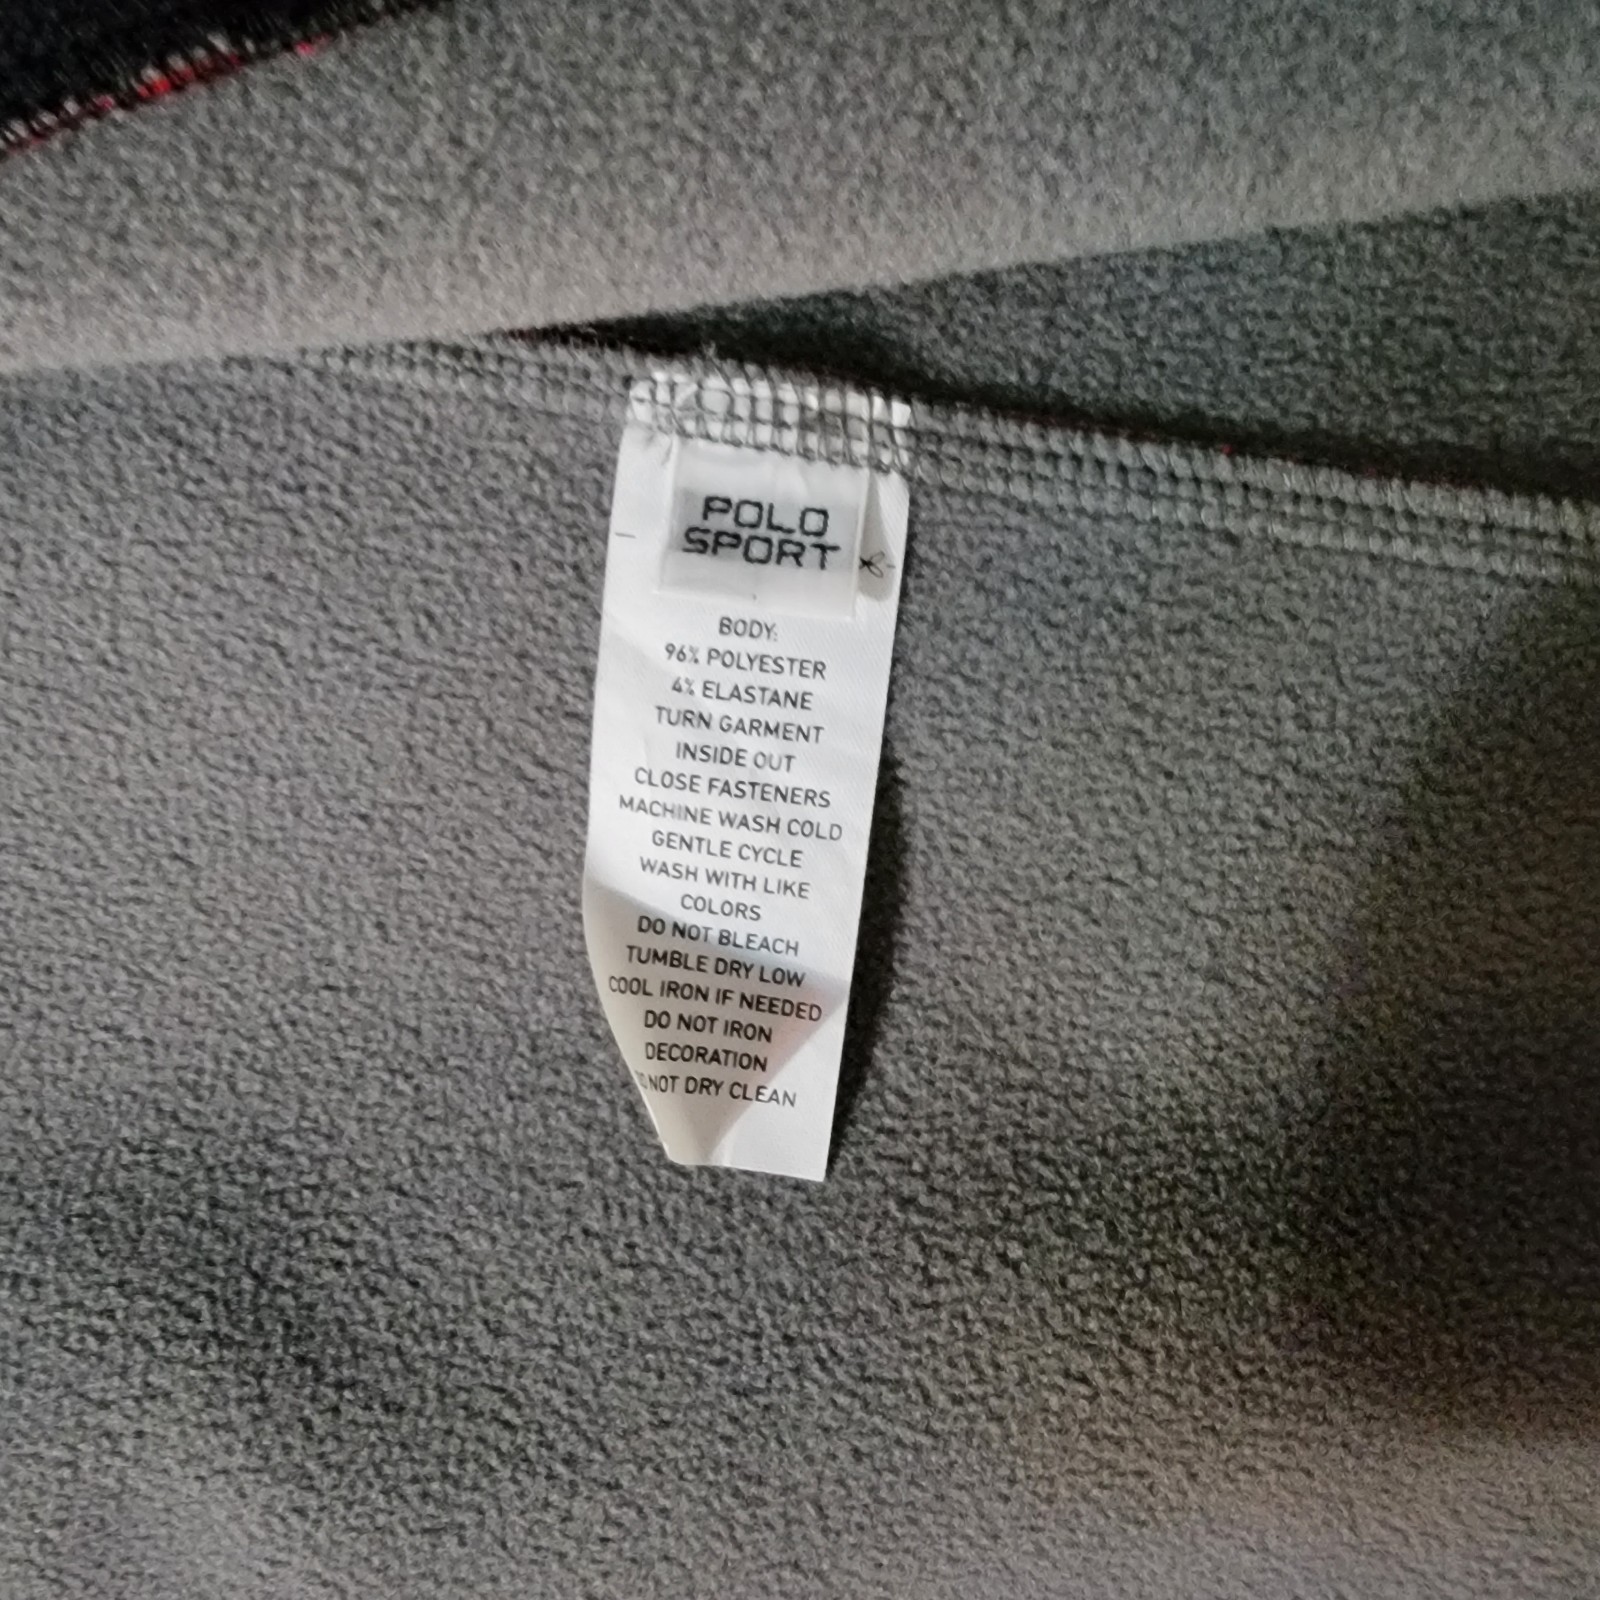 POLO
SPORT
BODY:
96% POLYESTER
4% ELASTANE
TURN GARMENT
INSIDE OUT
CLOSE FASTENERS
MACHINE WASH COLD
GENTLE CYCLE
WASH WITH LIKE
COLORS
DO NOT BLEACH
TUMBLE DRY LOW
COOL IRON IF NEEDED
DO NOT IRON
DECORATION
DO NOT DRY CLEAN